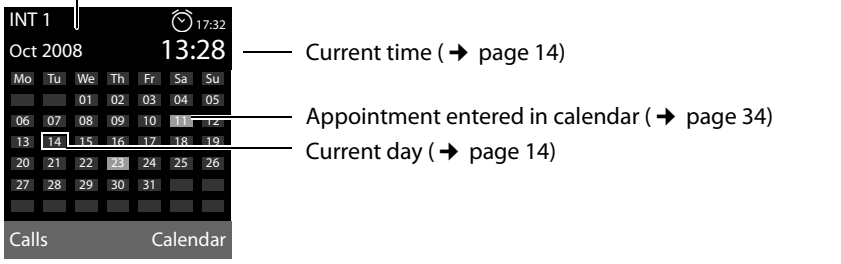 INT 1 17:32
Oct 2008 13:28
Current time ( ➔ page 14)
Mo Tu We Th Fr Sa Su
01 02 03 04 05
06 07 08 09 10 11 12
Appointment entered in calendar ( ➔ page 34)
13 14 15 16 17 18 19
Current day ( ➔ page 14)
20 21 22 23 24 25 26
27 28 29 30 31
Calls Calendar